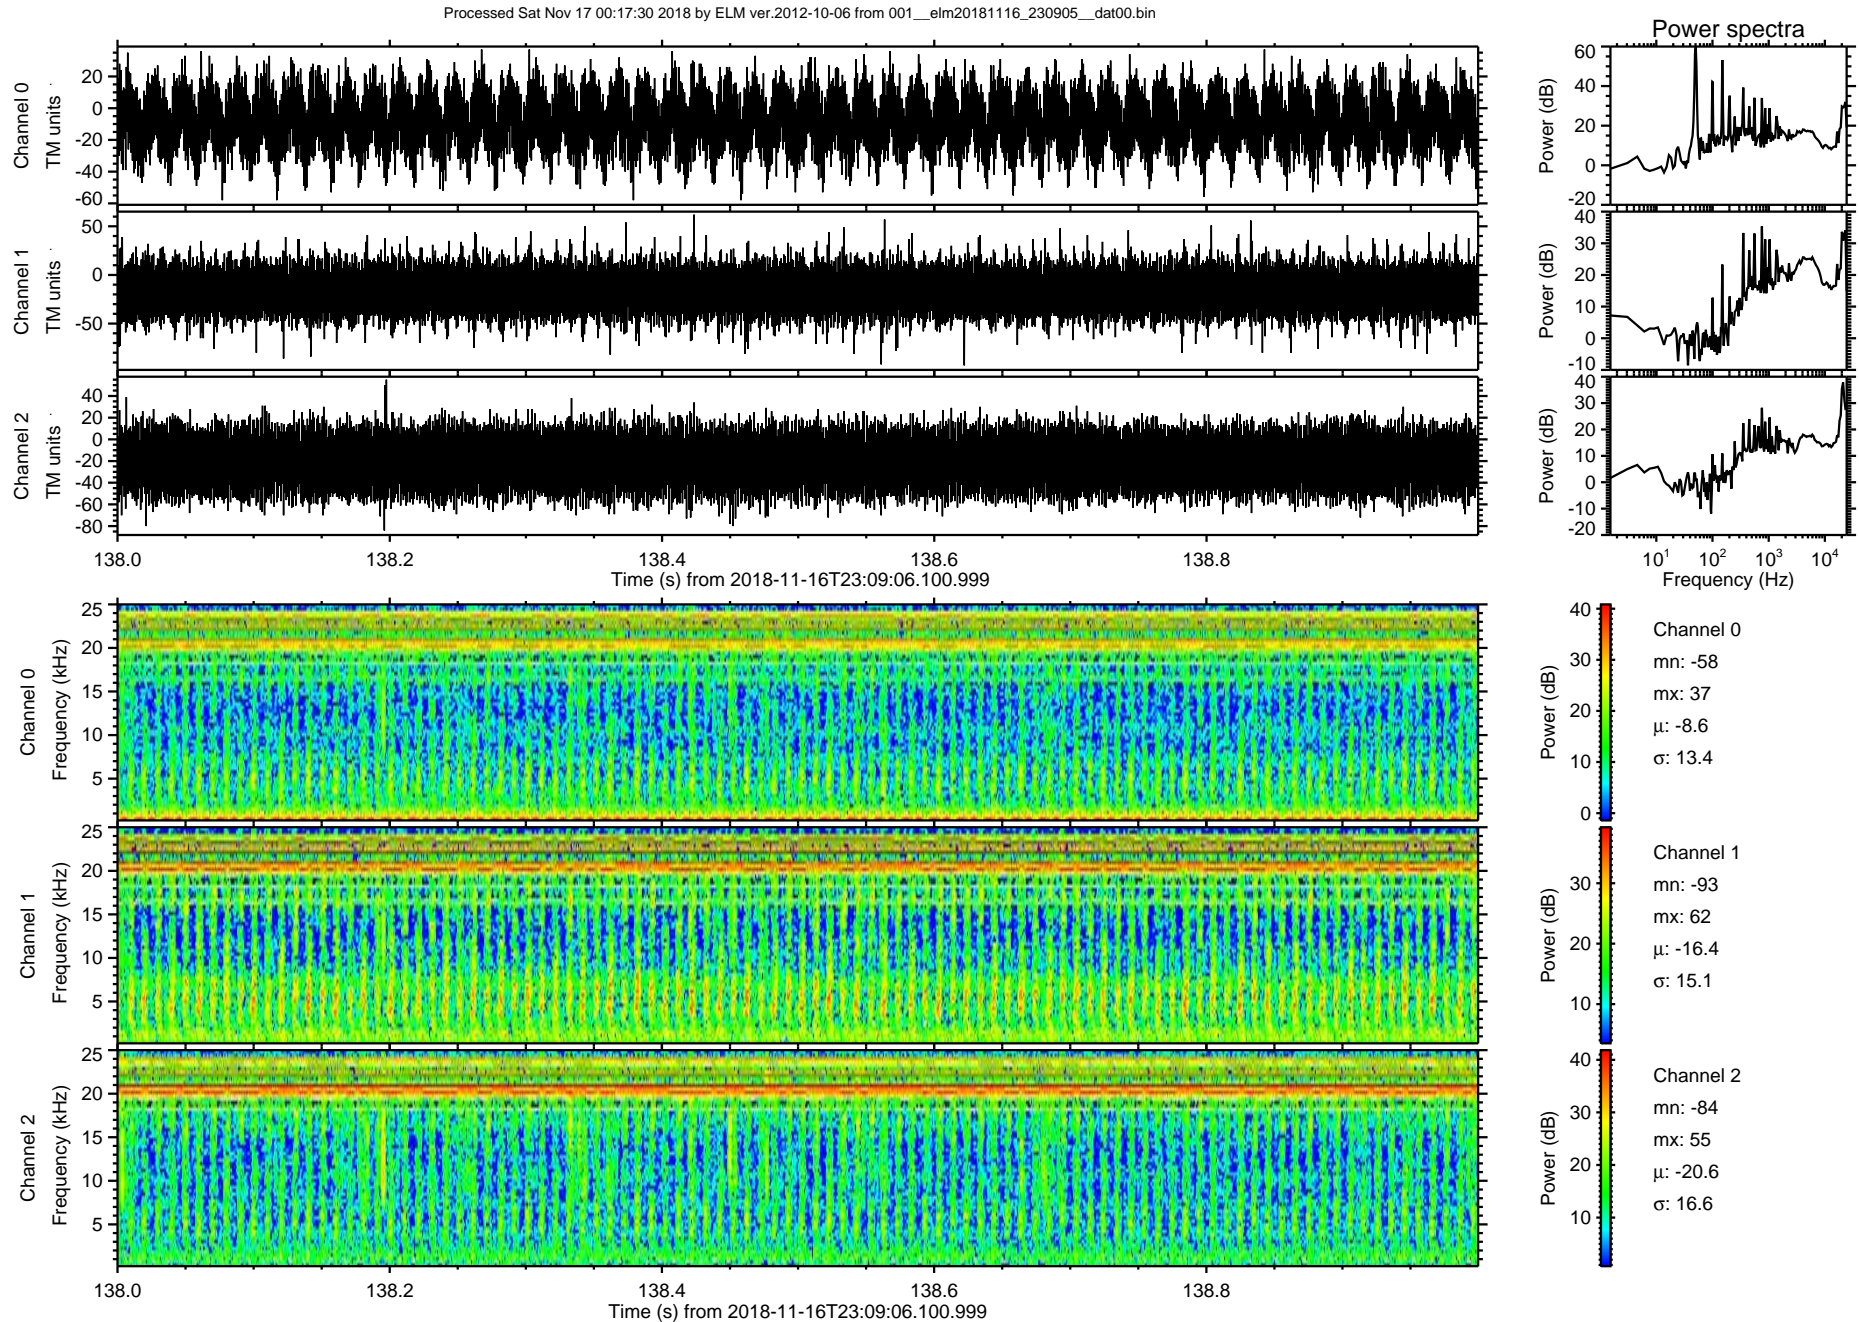 Processed Sat Nov 17 00:17:30 2018 by ELM ver.2012-10-06 from 001__elm20181116_230905__dat00.bin
Power spectra
Channel 0
TM units
20
0
-20
-40
-60
Power (dB)
60
40
20
0
-20
Channel 1
TM units
50
0
-50
Power (dB)
40
30
20
10
0
-10
Channel 2
TM units
40
20
0
-20
-40
-60
-80
Power (dB)
40
30
20
10
0
-10
-20
138.0 138.2 138.4 138.6 138.8
Time (s) from 2018-11-16T23:09:06.100.999
10^1 10^2 10^3 10^4
Frequency (Hz)
Channel 0
Frequency (kHz)
25
20
15
10
5
Power (dB)
40
30
20
10
0
Channel 0
mn: -58
mx: 37
μ: -8.6
σ: 13.4
Channel 1
Frequency (kHz)
25
20
15
10
5
Power (dB)
30
20
10
Channel 1
mn: -93
mx: 62
μ: -16.4
σ: 15.1
Channel 2
Frequency (kHz)
25
20
15
10
5
Power (dB)
40
30
20
10
Channel 2
mn: -84
mx: 55
μ: -20.6
σ: 16.6
138.0 138.2 138.4 138.6 138.8
Time (s) from 2018-11-16T23:09:06.100.999